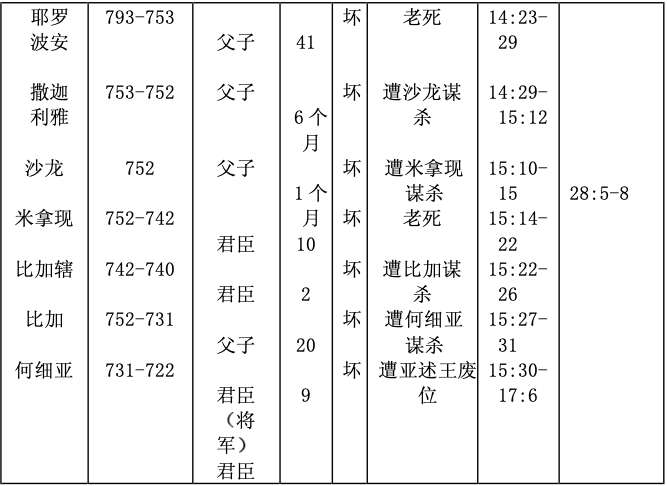 耶罗 793-753 坏 老死 14:23-
波安 父子 41 29
撒迦 753-752 父子 坏 遭沙龙谋 14:29-
利雅 6个 杀 15:12
月
沙龙 752 父子 坏 遭米拿现 15:10-
1个 谋杀 15 28:5-8
米拿现 752-742 月 坏 老死 15:14-
君臣 10 22
比加辖 742-740 坏 遭比加谋 15:22-
君臣 2 杀 26
比加 752-731 坏 遭何细亚 15:27-
父子 20 谋杀 31
何细亚 731-722 坏 遭亚述王废 15:30-
君臣 9 位 17:6
（将
军）
君臣